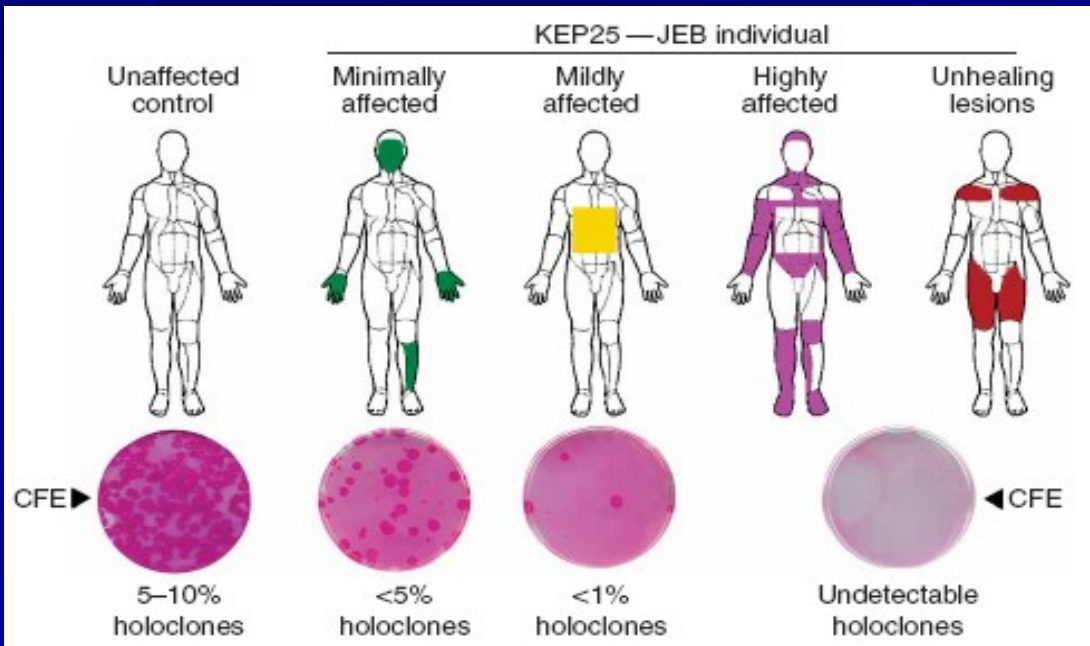 KEP25 — JEB individual
Unaffected
control
Minimally
affected
Mildly
affected
Highly
affected
Unhealing
lesions
CFE
CFE
5–10%
holoclones
<5%
holoclones
<1%
holoclones
Undetectable
holoclones